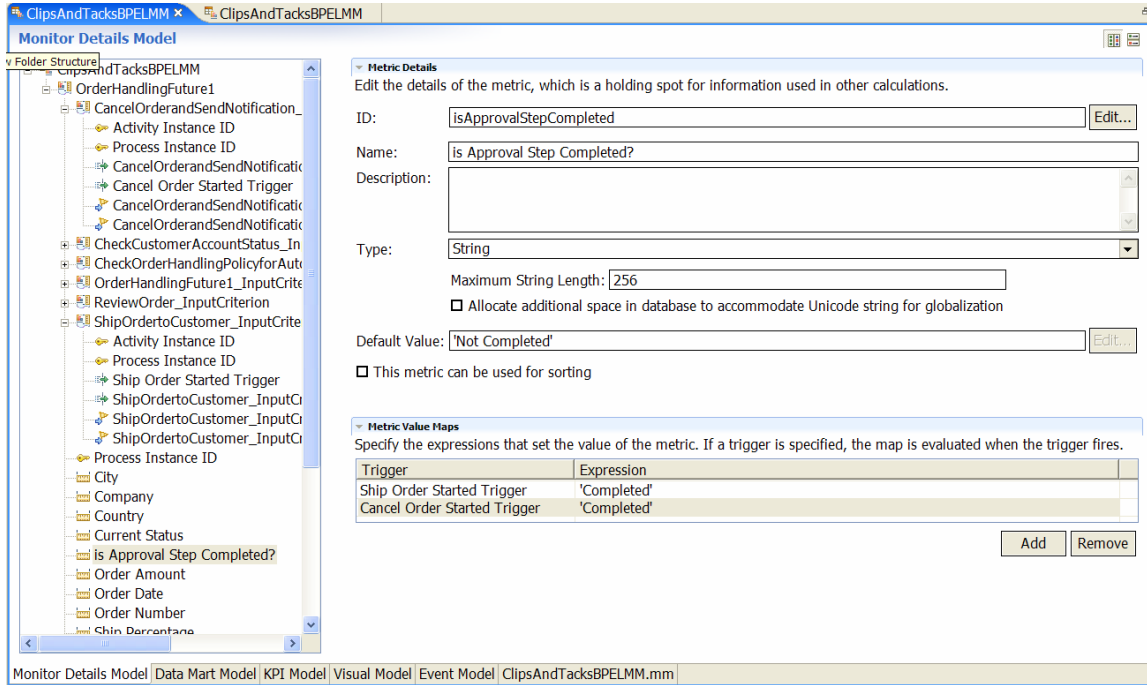 ClipsAndTacksBPELMM
ClipsAndTacksBPELMM
Monitor Details Model
w Folder Structure
ClipsAndTacksBPELMM
OrderHandlingFuture1
CancelOrderandSendNotification_
Activity Instance ID
Process Instance ID
CancelOrderandSendNotificatio
Cancel Order Started Trigger
CancelOrderandSendNotificatio
CancelOrderandSendNotificatio
CheckCustomerAccountStatus_In
CheckOrderHandlingPolicyforAuto
OrderHandlingFuture1_InputCrite
ReviewOrder_InputCriterion
ShipOrdertoCustomer_InputCrite
Activity Instance ID
Process Instance ID
Ship Order Started Trigger
ShipOrdertoCustomer_InputCr
ShipOrdertoCustomer_InputCr
ShipOrdertoCustomer_InputCr
Process Instance ID
City
Company
Country
Current Status
is Approval Step Completed?
Order Amount
Order Date
Order Number
Ship Percentage
Metric Details
Edit the details of the metric, which is a holding spot for information used in other calculations.
ID: isApprovalStepCompleted Edit...
Name: is Approval Step Completed?
Description:
Type: String
Maximum String Length: 256
Allocate additional space in database to accommodate Unicode string for globalization
Default Value: 'Not Completed' Edit...
This metric can be used for sorting
Metric Value Maps
Specify the expressions that set the value of the metric. If a trigger is specified, the map is evaluated when the trigger fires.
Trigger Expression
Ship Order Started Trigger 'Completed'
Cancel Order Started Trigger 'Completed'
Add Remove
Monitor Details Model Data Mart Model KPI Model Visual Model Event Model ClipsAndTacksBPELMM.mm